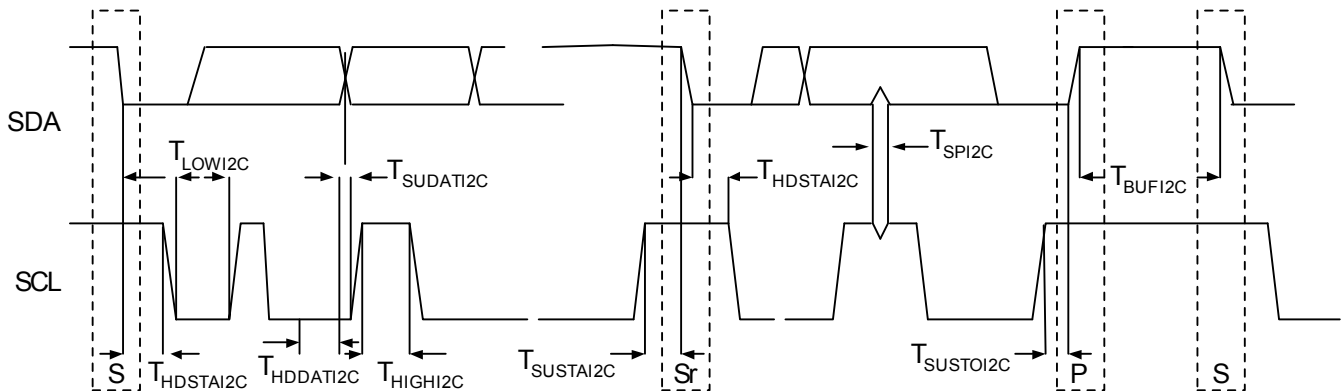 SDA
T_LOWI2C
T_SUDATI2C
T_HDSTAI2C
T_SPI2C
T_BUFI2C
SCL
S
T_HDSTAI2C
T_HDDATI2C
T_HIGHI2C
T_SUSTAI2C
Sr
T_SUSTOI2C
P
S